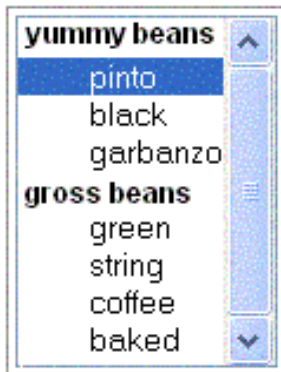 yummy beans
pinto
black
garbanzo
gross beans
green
string
coffee
baked